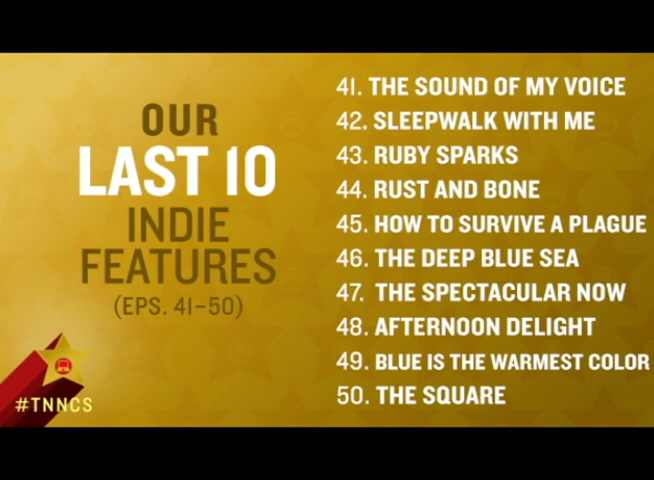 OUR
LAST 10
INDIE
FEATURES
(EPS. 41–50)
#TNNCS
41. THE SOUND OF MY VOICE
42. SLEEPWALK WITH ME
43. RUBY SPARKS
44. RUST AND BONE
45. HOW TO SURVIVE A PLAGUE
46. THE DEEP BLUE SEA
47. THE SPECTACULAR NOW
48. AFTERNOON DELIGHT
49. BLUE IS THE WARMEST COLOR
50. THE SQUARE